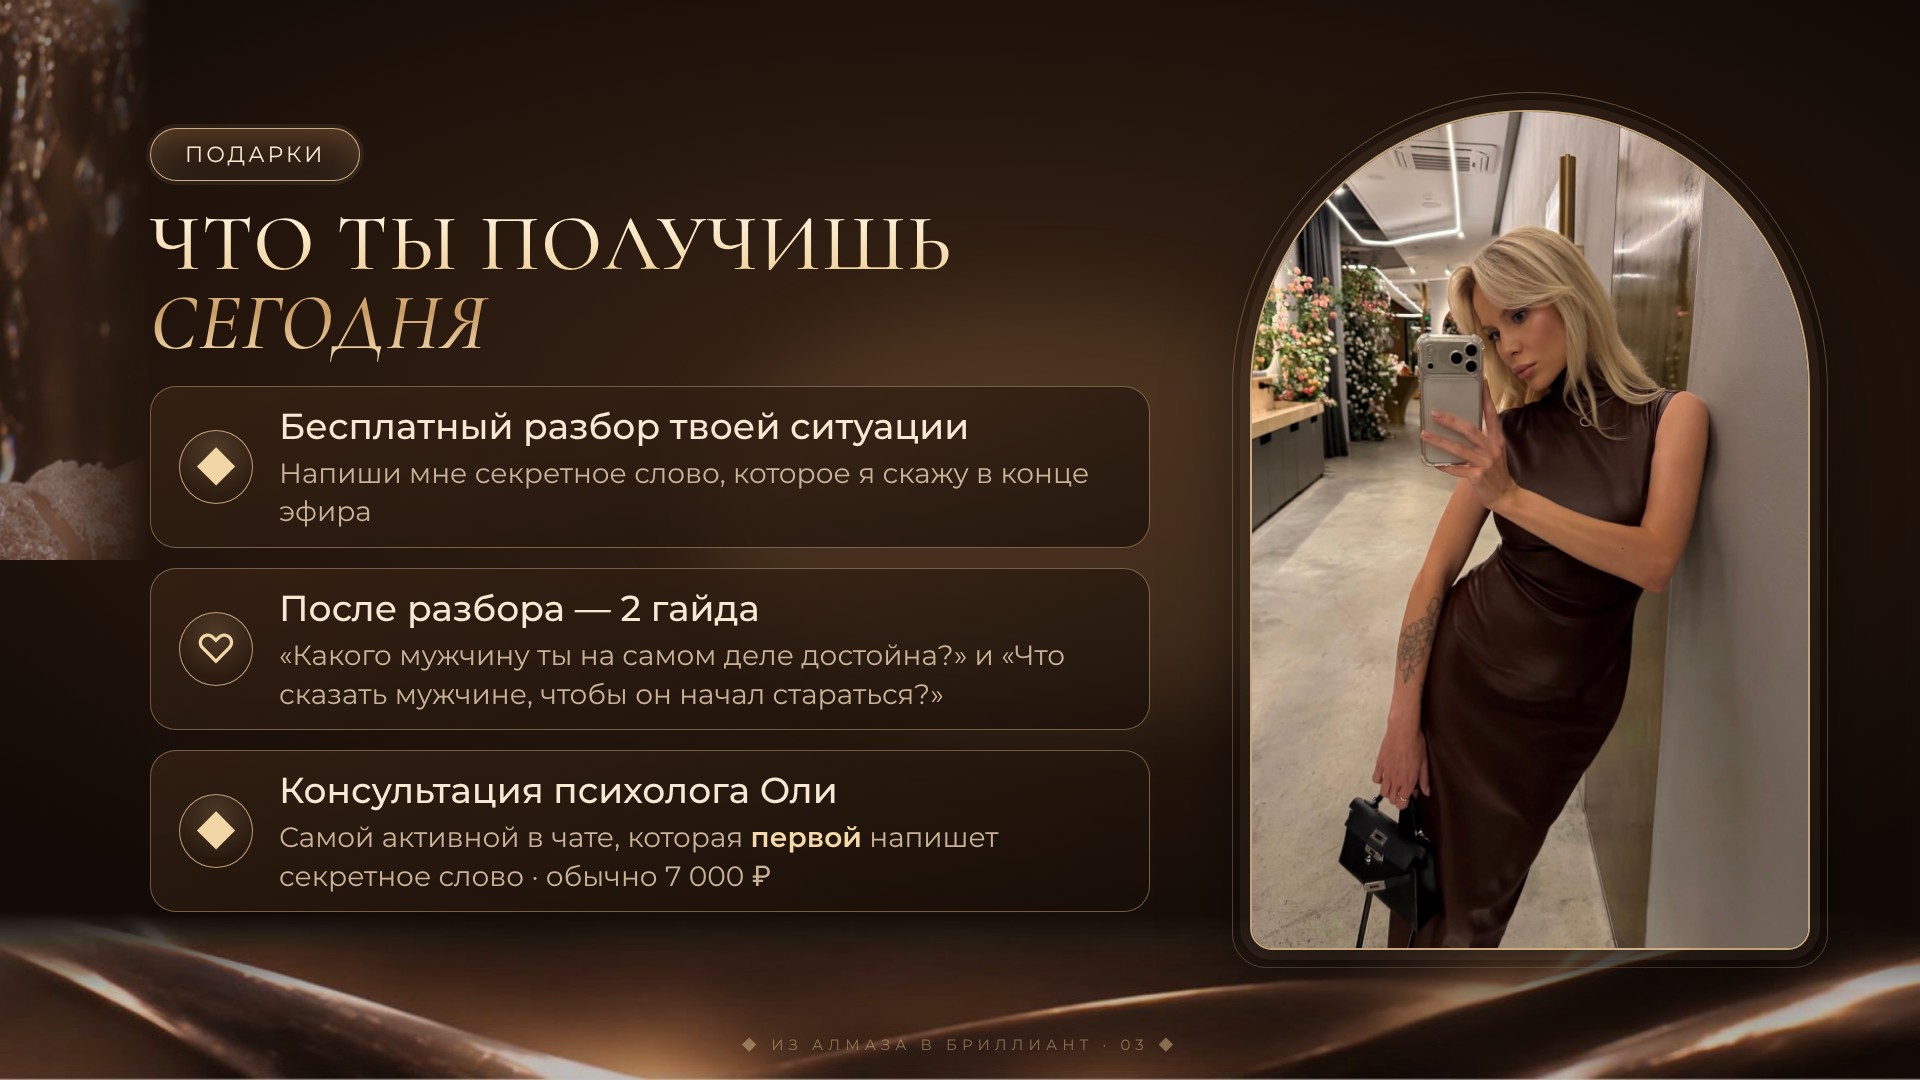 ПОДАРКИ
ЧТО ТЫ ПОЛУЧИШЬ
СЕГОДНЯ
Бесплатный разбор твоей ситуации
Напиши мне секретное слово, которое я скажу в конце
эфира
После разбора — 2 гайда
«Какого мужчину ты на самом деле достойна?» и «Что
сказать мужчине, чтобы он начал стараться?»
Консультация психолога Оли
Самой активной в чате, которая первой напишет
секретное слово · обычно 7 000 ₽
◆ ИЗ АЛМАЗА В БРИЛЛИАНТ · 03 ◆